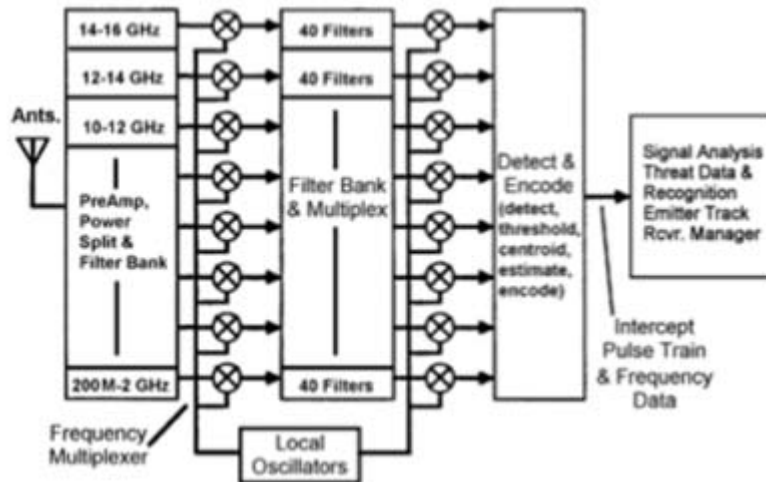 Ants.
14-16 GHz
12-14 GHz
10-12 GHz
PreAmp,
Power
Split &
Filter Bank
200M-2 GHz
Frequency
Multiplexer
40 Filters
40 Filters
Filter Bank
& Multiplex
40 Filters
Local
Oscillators
Detect &
Encode
(detect,
threshold,
centroid,
estimate,
encode)
Signal Analysis
Threat Data &
Recognition
Emitter Track
Rcvr. Manager
Intercept
Pulse Train
& Frequency
Data